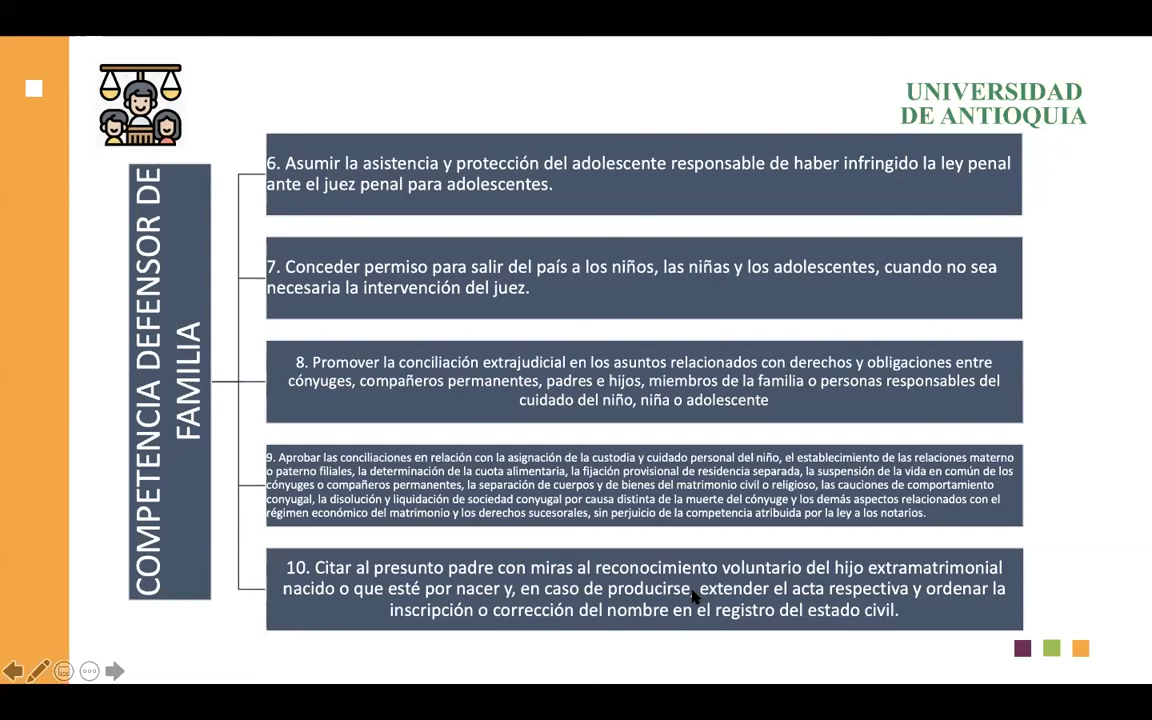 UNIVERSIDAD
DE ANTIOQUIA
COMPETENCIA DEFENSOR DE
FAMILIA
6. Asumir la asistencia y protección del adolescente responsable de haber infringido la ley penal
ante el juez penal para adolescentes.
7. Conceder permiso para salir del país a los niños, las niñas y los adolescentes, cuando no sea
necesaria la intervención del juez.
8. Promover la conciliación extrajudicial en los asuntos relacionados con derechos y obligaciones entre
cónyuges, compañeros permanentes, padres e hijos, miembros de la familia o personas responsables del
cuidado del niño, niña o adolescente
9. Aprobar las conciliaciones en relación con la asignación de la custodia y cuidado personal del niño, el establecimiento de las relaciones materno
o paterno filiales, la determinación de la cuota alimentaria, la fijación provisional de residencia separada, la suspensión de la vida en común de los
cónyuges o compañeros permanentes, la separación de cuerpos y de bienes del matrimonio civil o religioso, las cauciones de comportamiento
conyugal, la disolución y liquidación de sociedad conyugal por causa distinta de la muerte del cónyuge y los demás aspectos relacionados con el
régimen económico del matrimonio y los derechos sucesorales, sin perjuicio de la competencia atribuida por la ley a los notarios.
10. Citar al presunto padre con miras al reconocimiento voluntario del hijo extramatrimonial
nacido o que esté por nacer y, en caso de producirse, extender el acta respectiva y ordenar la
inscripción o corrección del nombre en el registro del estado civil.